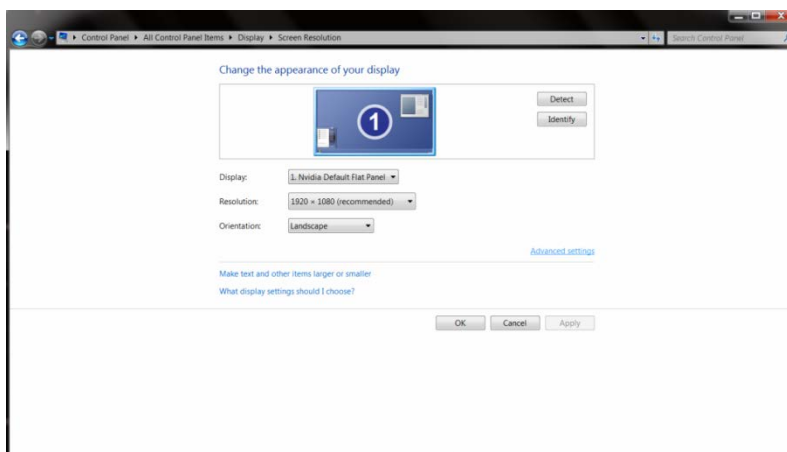 Control Panel ▸ All Control Panel Items ▸ Display ▸ Screen Resolution
Search Control Panel
Change the appearance of your display
1
Detect
Identify
Display: 1. Nvidia Default Flat Panel
Resolution: 1920 × 1080 (recommended)
Orientation: Landscape
Advanced settings
Make text and other items larger or smaller
What display settings should I choose?
OK Cancel Apply